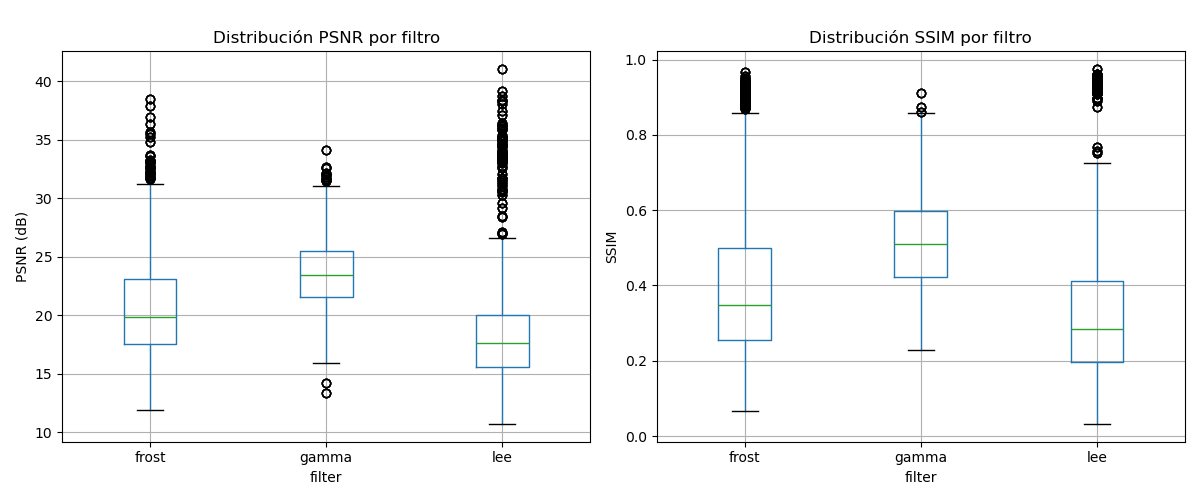 Distribución PSNR por filtro
PSNR (dB)
40
35
30
25
20
15
10
frost gamma lee
filter
Distribución SSIM por filtro
SSIM
1.0
0.8
0.6
0.4
0.2
0.0
frost gamma lee
filter